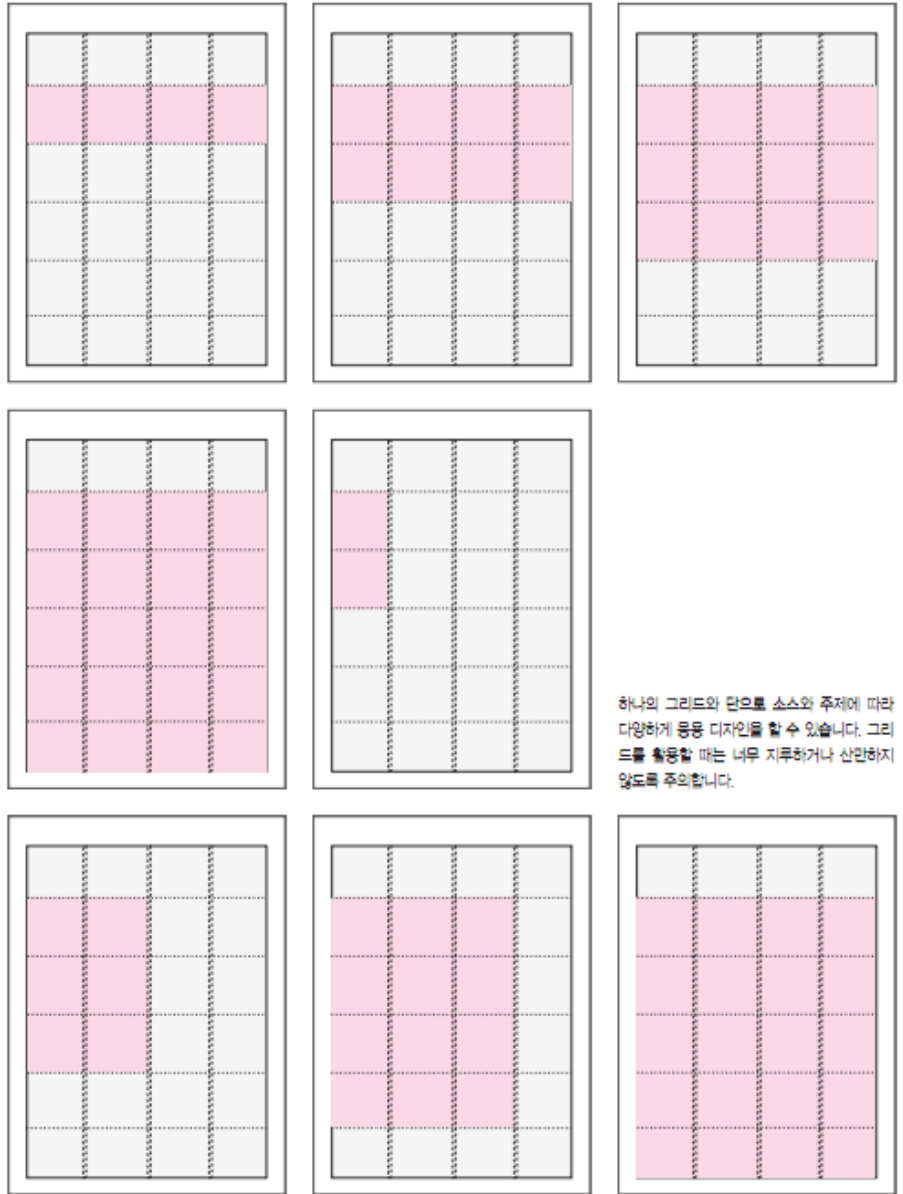 하나의 그리드와 단으로 소스와 주제에 따라
다양하게 응용 디자인을 할 수 있습니다. 그리
드를 활용할 때는 너무 지루하거나 산만하지
않도록 주의합니다.